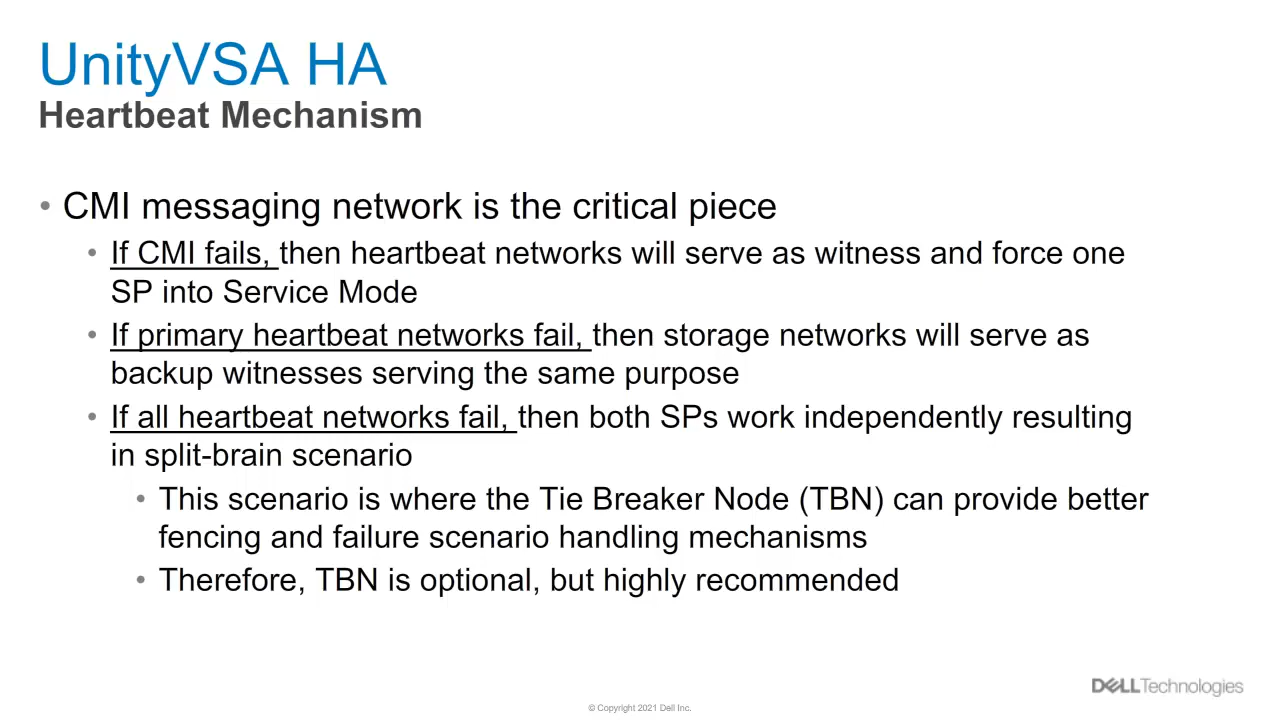 UnityVSA HA
Heartbeat Mechanism
• CMI messaging network is the critical piece
• If CMI fails, then heartbeat networks will serve as witness and force one
SP into Service Mode
• If primary heartbeat networks fail, then storage networks will serve as
backup witnesses serving the same purpose
• If all heartbeat networks fail, then both SPs work independently resulting
in split-brain scenario
• This scenario is where the Tie Breaker Node (TBN) can provide better
fencing and failure scenario handling mechanisms
• Therefore, TBN is optional, but highly recommended
DELLTechnologies
© Copyright 2021 Dell Inc.